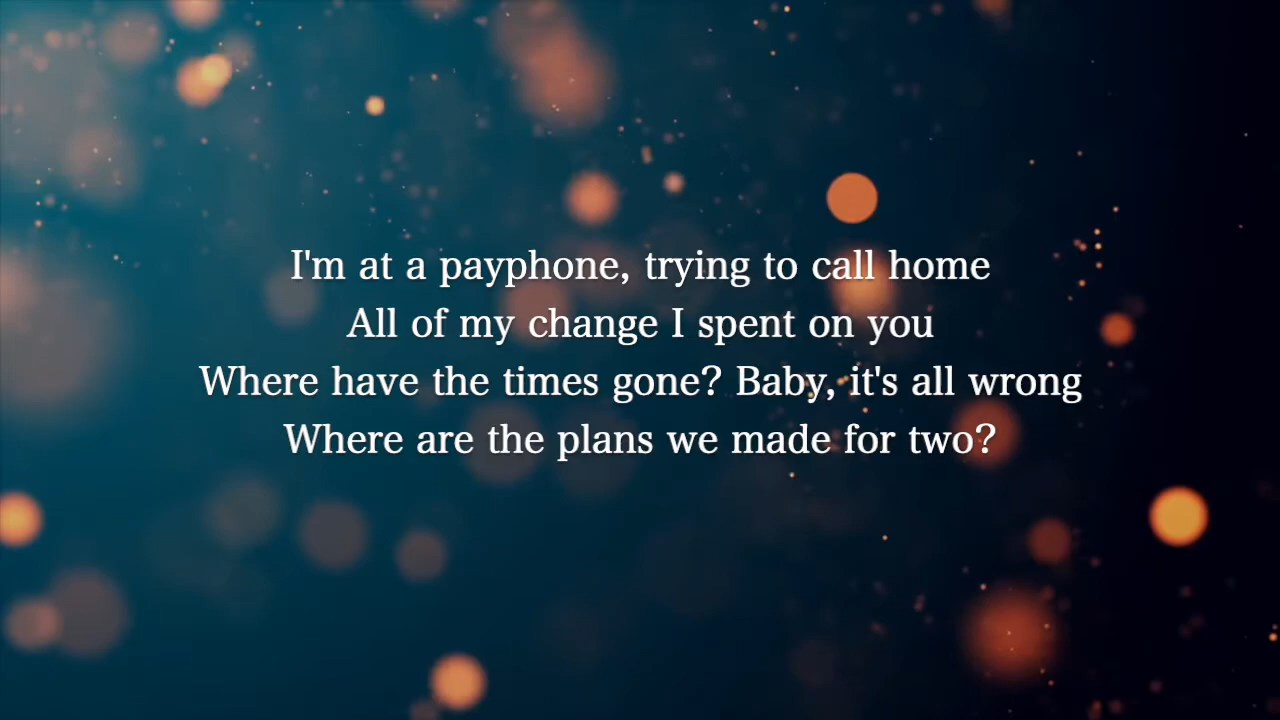 I'm at a payphone, trying to call home
All of my change I spent on you
Where have the times gone? Baby, it's all wrong
Where are the plans we made for two?